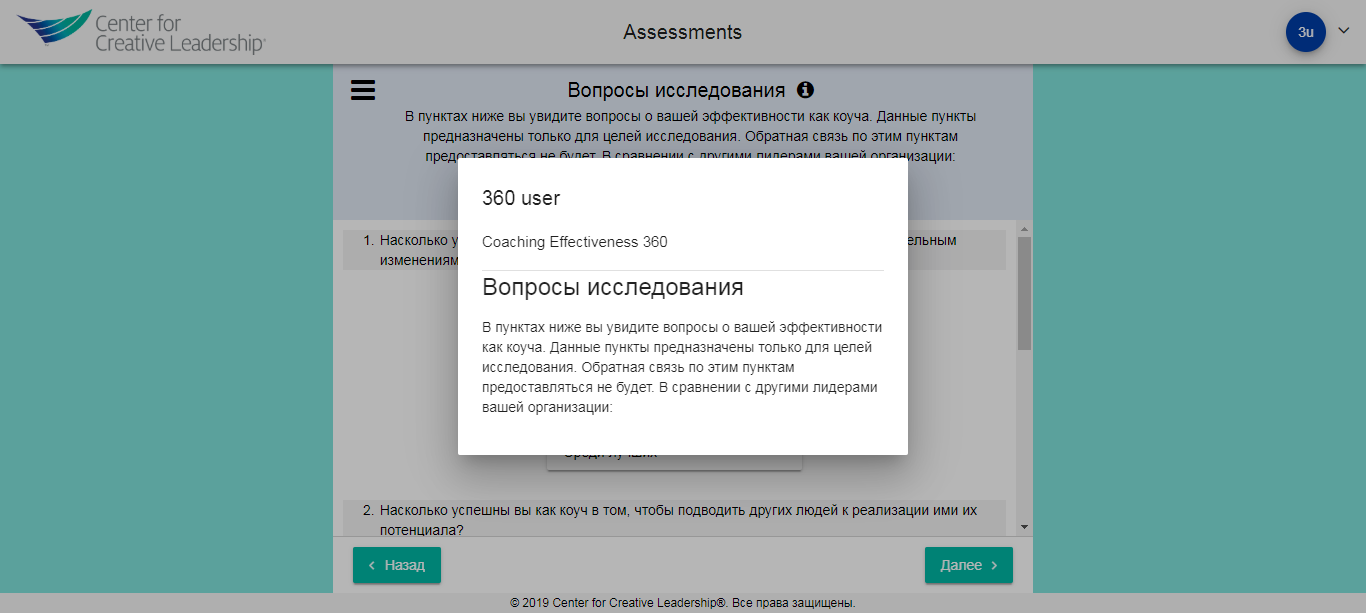 Center for
Creative Leadership®
Assessments
3u
Вопросы исследования
В пунктах ниже вы увидите вопросы о вашей эффективности как коуча. Данные пункты
предназначены только для целей исследования. Обратная связь по этим пунктам
предоставляться не будет. В сравнении с другими лидерами вашей организации:
360 user
Coaching Effectiveness 360
Вопросы исследования
В пунктах ниже вы увидите вопросы о вашей эффективности
как коуча. Данные пункты предназначены только для целей
исследования. Обратная связь по этим пунктам
предоставляться не будет. В сравнении с другими лидерами
вашей организации:
1. Насколько у ельным
изменениям
Среди лучших
2. Насколько успешны вы как коуч в том, чтобы подводить других людей к реализации ими их
потенциала?
Назад
Далее
© 2019 Center for Creative Leadership®. Все права защищены.